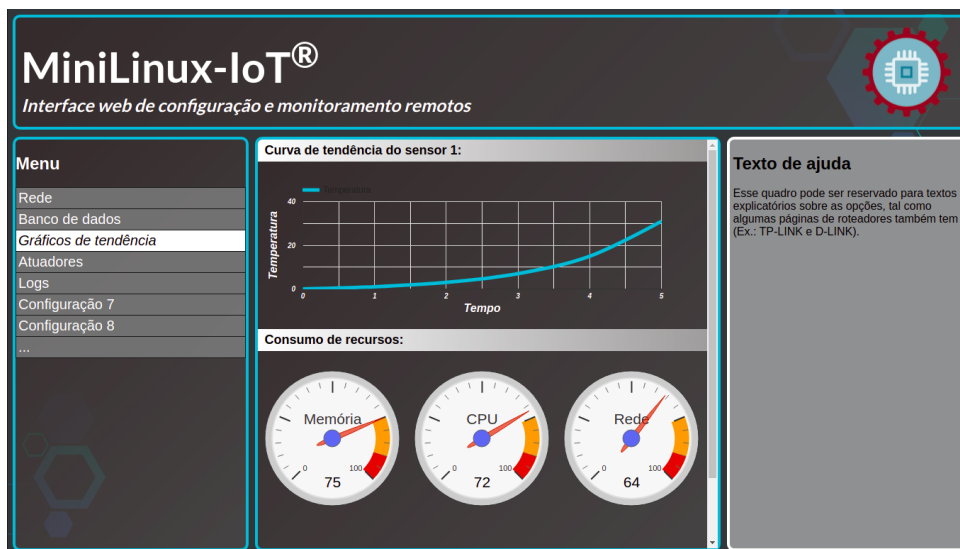 MiniLinux-IoT®
Interface web de configuração e monitoramento remotos
Menu
Rede
Banco de dados
Gráficos de tendência
Atuadores
Logs
Configuração 7
Configuração 8
...
Curva de tendência do sensor 1:
Temperatura
40
20
0
Temperatura
0 1 2 3 4 5
Tempo
Consumo de recursos:
Memória
0 100
75
CPU
0 100
72
Rede
0 100
64
Texto de ajuda
Esse quadro pode ser reservado para textos
explicatórios sobre as opções, tal como
algumas páginas de roteadores também tem
(Ex.: TP-LINK e D-LINK).